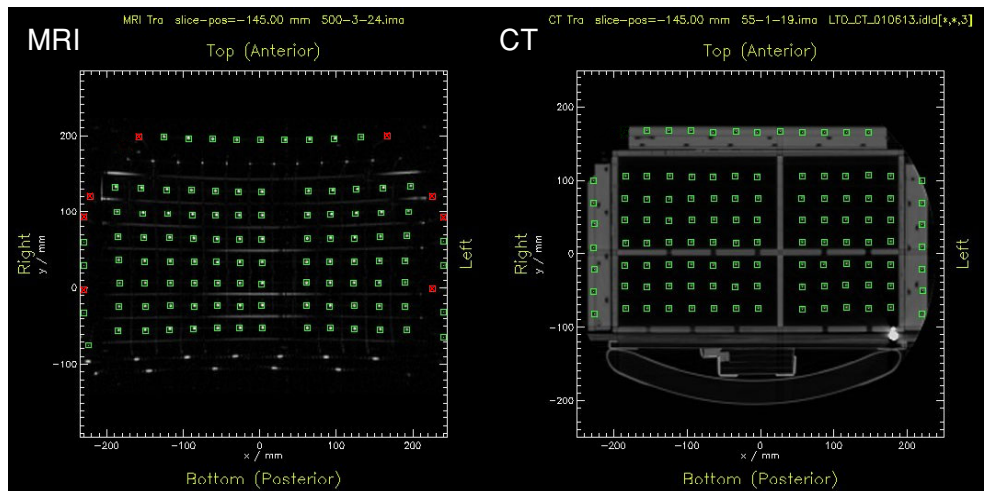 MRI Tra slice-pos=-145.00 mm 500-3-24.ima
MRI
Top (Anterior)
200
100
0
-100
Right
y / mm
Left
-200 -100 0 100 200
x / mm
Bottom (Posterior)
CT Tra slice-pos=-145.00 mm 55-1-19.ima LTO_CT_010613.idld[*,*,3]
CT
Top (Anterior)
200
100
0
-100
-200
Right
y / mm
Left
-200 -100 0 100 200
x / mm
Bottom (Posterior)